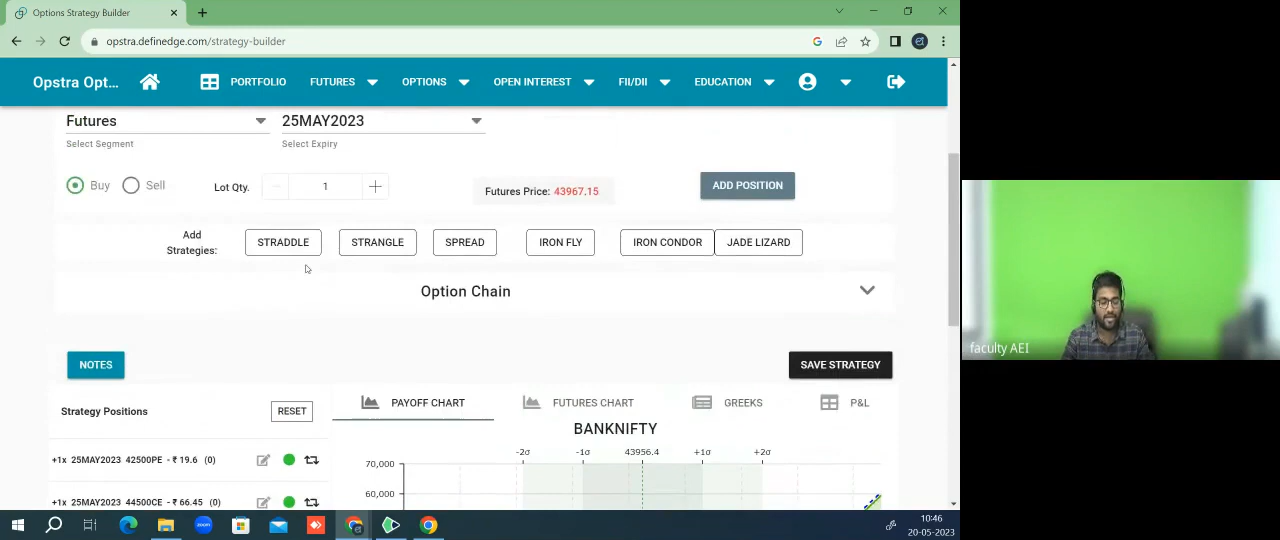 Options Strategy Builder
opstra.definedge.com/strategy-builder
Opstra Opt...
PORTFOLIO
FUTURES
OPTIONS
OPEN INTEREST
FII/DII
EDUCATION
Futures
25MAY2023
Select Segment
Select Expiry
Buy
Sell
Lot Qty.
1
Futures Price: 43967.15
ADD POSITION
Add
Strategies:
STRADDLE
STRANGLE
SPREAD
IRON FLY
IRON CONDOR
JADE LIZARD
Option Chain
NOTES
SAVE STRATEGY
Strategy Positions
RESET
PAYOFF CHART
FUTURES CHART
GREEKS
P&L
BANKNIFTY
-2σ
-1σ
43956.4
+1σ
+2σ
70,000
60,000
+1x 25MAY2023 42500PE - ₹ 19.6 (0)
+1x 25MAY2023 44500CE - ₹ 66.45 (0)
faculty AEI
zoom
10:46
20-05-2023